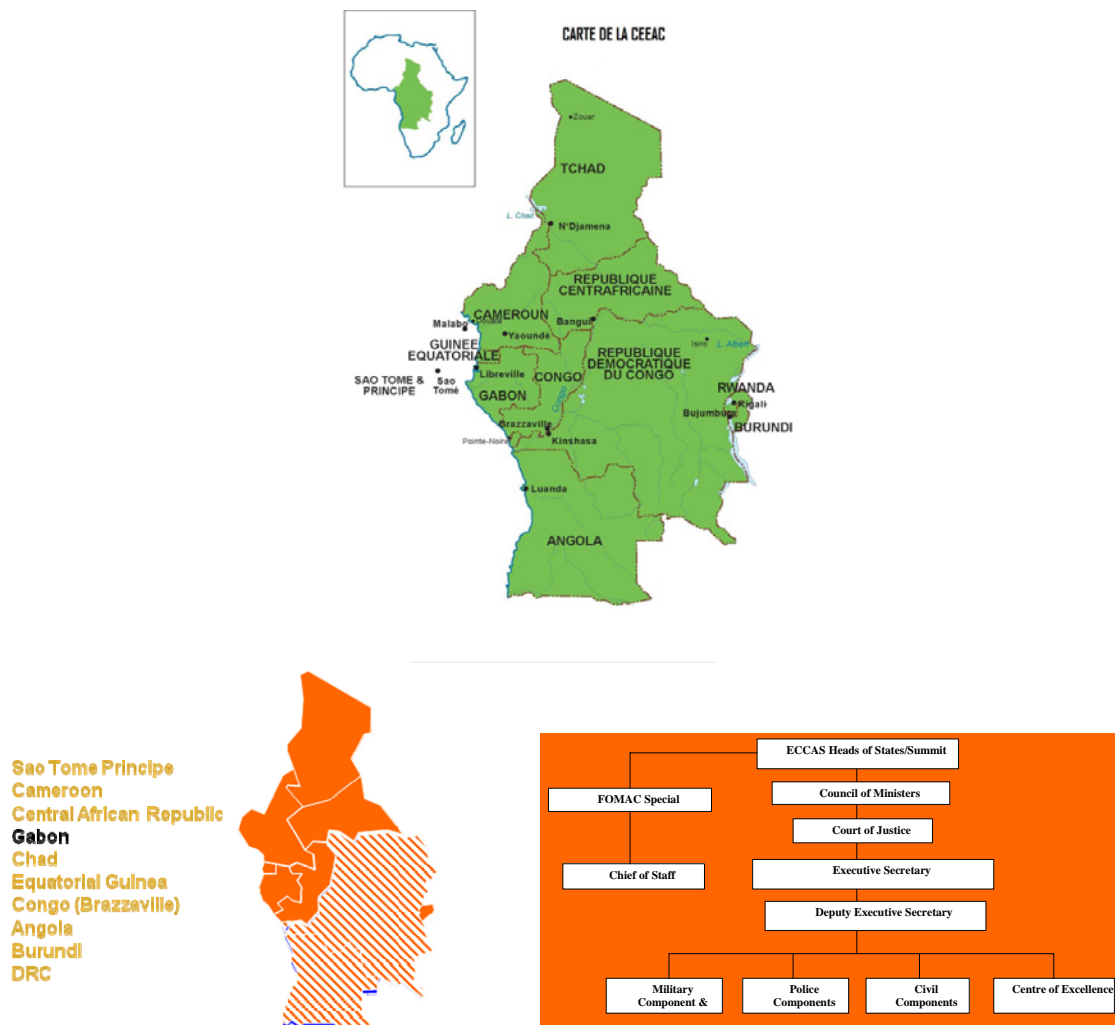 CARTE DE LA CEEAC
Zouar
TCHAD
L. Chad
N'Djamena
REPUBLIQUE
CENTRAFRICAINE
CAMEROUN
Malabo
Douala
Bangui
Yaoundé
GUINEE
EQUATORIALE
Isiro
L. Albert
REPUBLIQUE
DEMOCRATIQUE
DU CONGO
Libreville
CONGO
SAO TOME &
PRINCIPE
Sao
Tomé
GABON
Congo
RWANDA
Kigali
Bujumbura
BURUNDI
Brazzaville
Pointe-Noire
Kinshasa
Luanda
ANGOLA
Sao Tome Principe
Cameroon
Central African Republic
Gabon
Chad
Equatorial Guinea
Congo (Brazzaville)
Angola
Burundi
DRC
ECCAS Heads of States/Summit
FOMAC Special
Council of Ministers
Court of Justice
Chief of Staff
Executive Secretary
Deputy Executive Secretary
Military
Component &
Police
Components
Civil
Components
Centre of Excellence